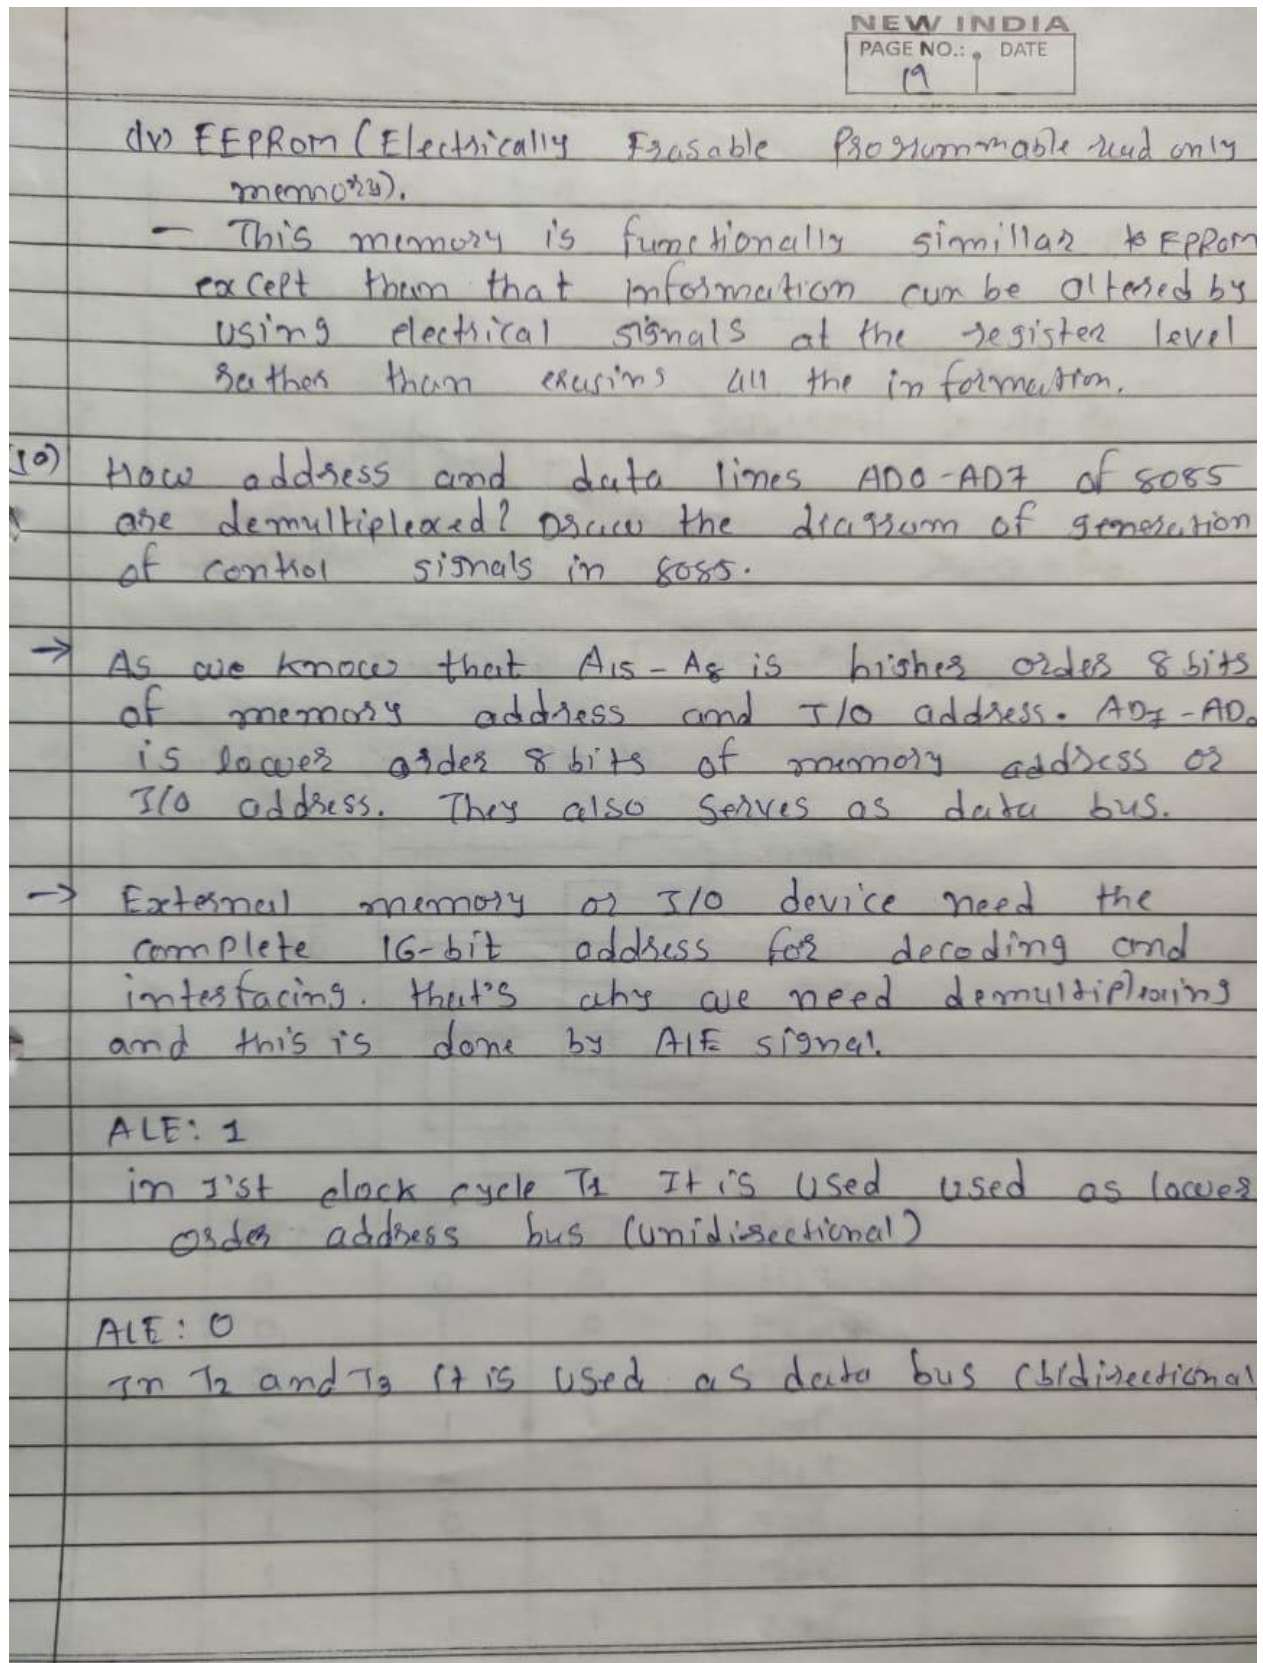 NEW INDIA
PAGE NO.: DATE
19
(iv) EEPROM (Electrically Erasable Programmable read only
memory).
- This memory is functionally simillar to EPROM
except than that information can be altered by
using electrical signals at the register level
rather than erasing all the information.
10) How address and data lines AD0-AD7 of 8085
are demultiplexed? Draw the diagram of generation
of control signals in 8085.
→ As we know that A15-A8 is higher order 8 bits
of memory address and I/O address. AD7-AD0
is lower order 8 bits of memory address or
I/O address. They also serves as data bus.
→ External memory or I/O device need the
complete 16-bit address for decoding and
interfacing. that's why we need demultiplexing
and this is done by ALE signal.
ALE: 1
in 1'st clock cycle T1 It is used used as lower
order address bus (unidirectional)
ALE: 0
In T2 and T3 it is used as data bus (bidirectional